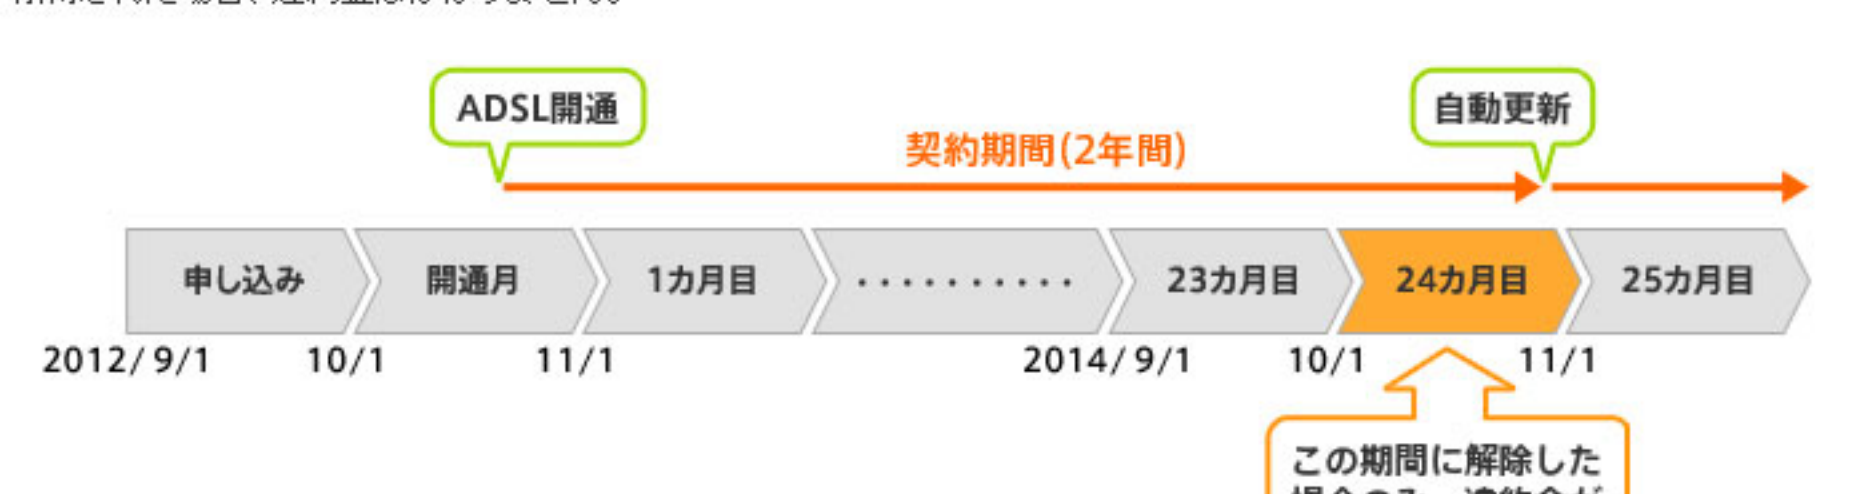 ADSL開通
自動更新
契約期間(2年間)
申し込み
開通月
1カ月目
‥‥‥‥‥
23カ月目
24カ月目
25カ月目
2012/9/1
10/1
11/1
2014/9/1
10/1
11/1
この期間に解除した